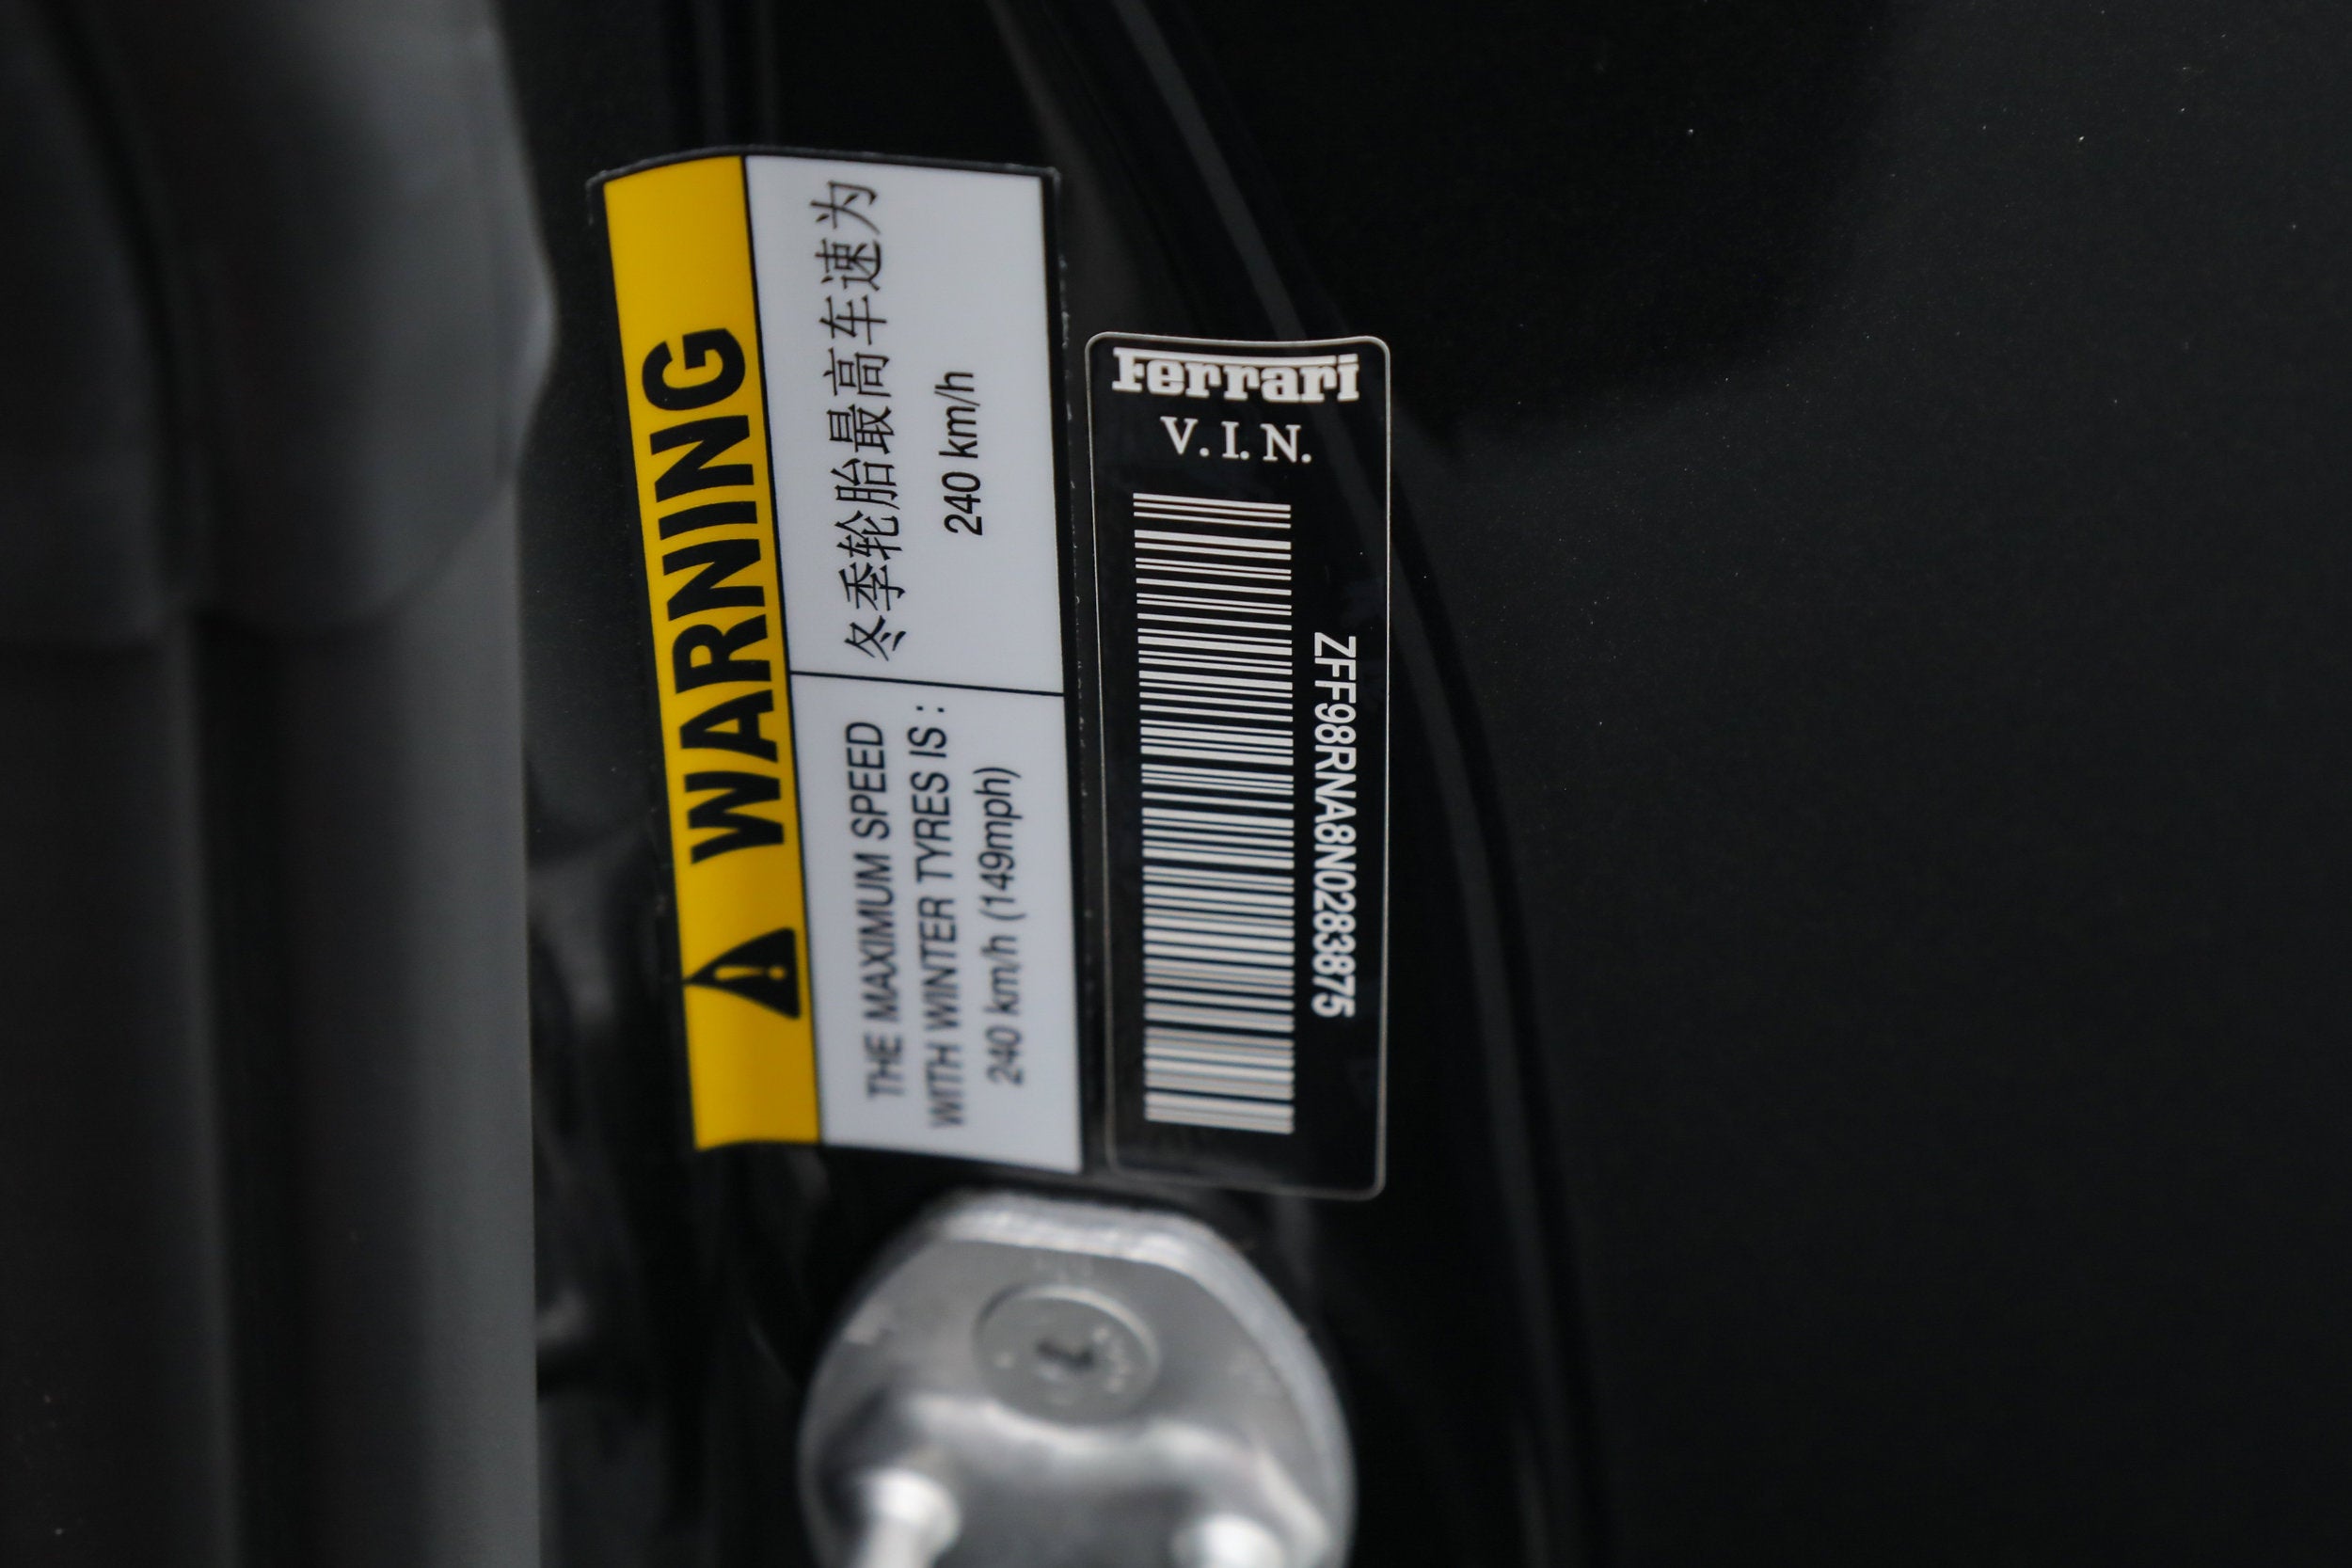 WARNING
冬季轮胎最高车速为
240 km/h
THE MAXIMUM SPEED
WITH WINTER TYRES IS :
240 km/h (149mph)
Ferrari
V.I.N.
ZFF98RNA8N0283875